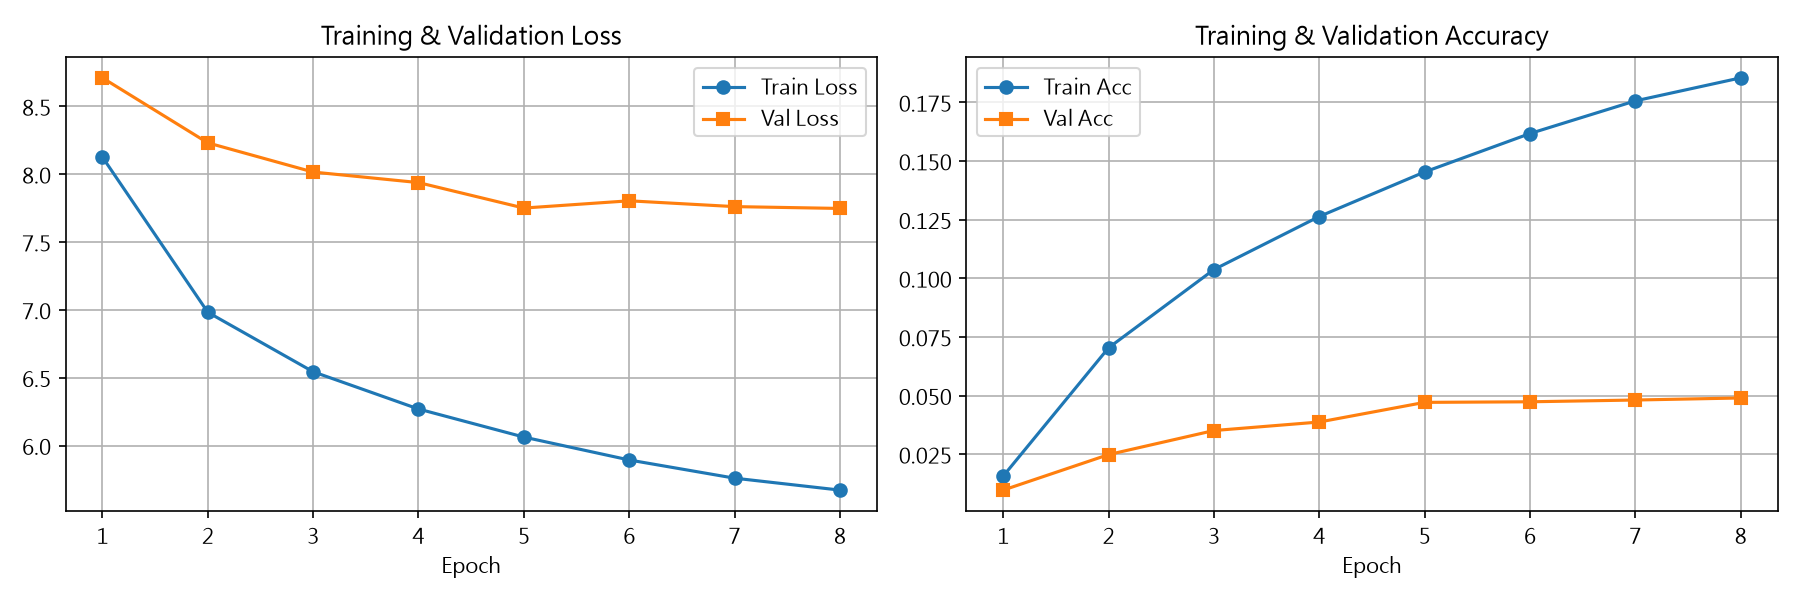 Training & Validation Loss
8.5
8.0
7.5
7.0
6.5
6.0
Train Loss
Val Loss
1 2 3 4 5 6 7 8
Epoch
Training & Validation Accuracy
0.175
0.150
0.125
0.100
0.075
0.050
0.025
Train Acc
Val Acc
1 2 3 4 5 6 7 8
Epoch